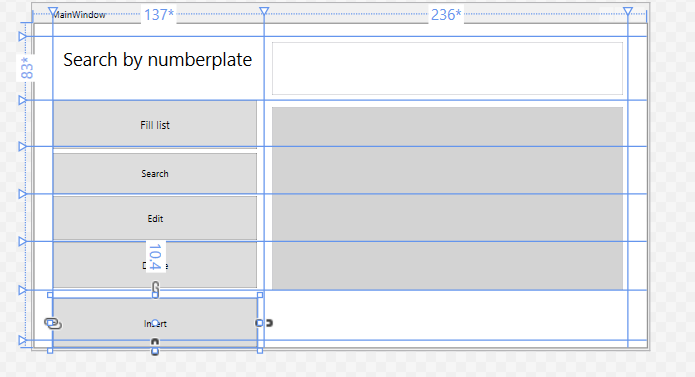 MainWindow
137*
236*
83*
Search by numberplate
Fill list
Search
Edit
10.4
Insert